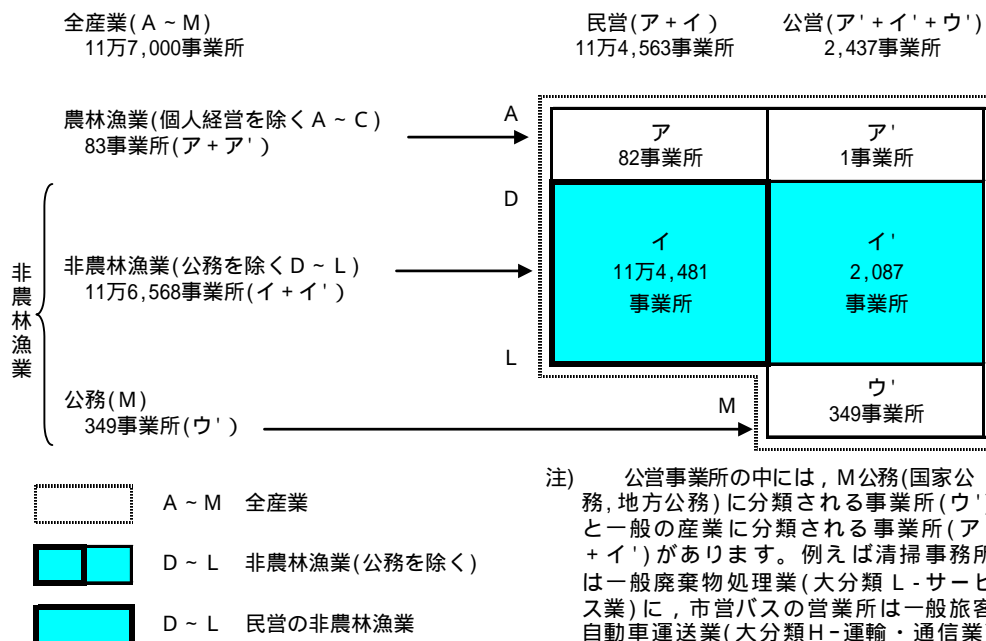 全産業(A～M)
11万7,000事業所
民営(ア+イ)
11万4,563事業所
公営(ア'+イ'+ウ')
2,437事業所
農林漁業(個人経営を除くA～C)
83事業所(ア+ア')
A
ア
82事業所
ア'
1事業所
D
非農林漁業
非農林漁業(公務を除くD～L)
11万6,568事業所(イ+イ')
イ
11万4,481
事業所
イ'
2,087
事業所
L
公務(M)
349事業所(ウ')
M
ウ'
349事業所
A～M 全産業
D～L 非農林漁業(公務を除く)
D～L 民営の非農林漁業
注) 公営事業所の中には,M公務(国家公
務,地方公務)に分類される事業所(ウ')
と一般の産業に分類される事業所(ア'
+イ')があります。例えば清掃事務所
は一般廃棄物処理業(大分類L-サービ
ス業)に,市営バスの営業所は一般旅客
自動車運送業(大分類H-運輸・通信業)